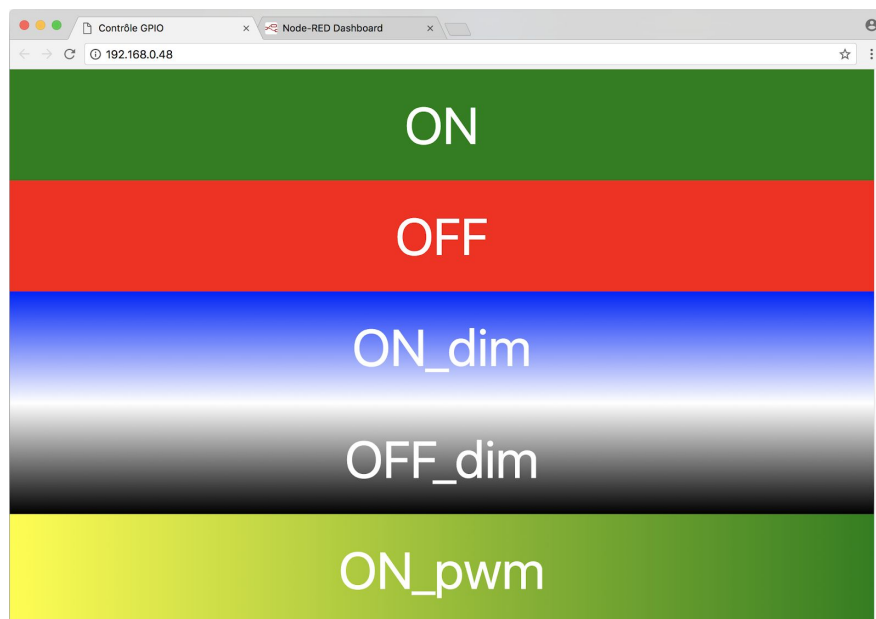 Contrôle GPIO
Node-RED Dashboard
192.168.0.48
ON
OFF
ON_dim
OFF_dim
ON_pwm